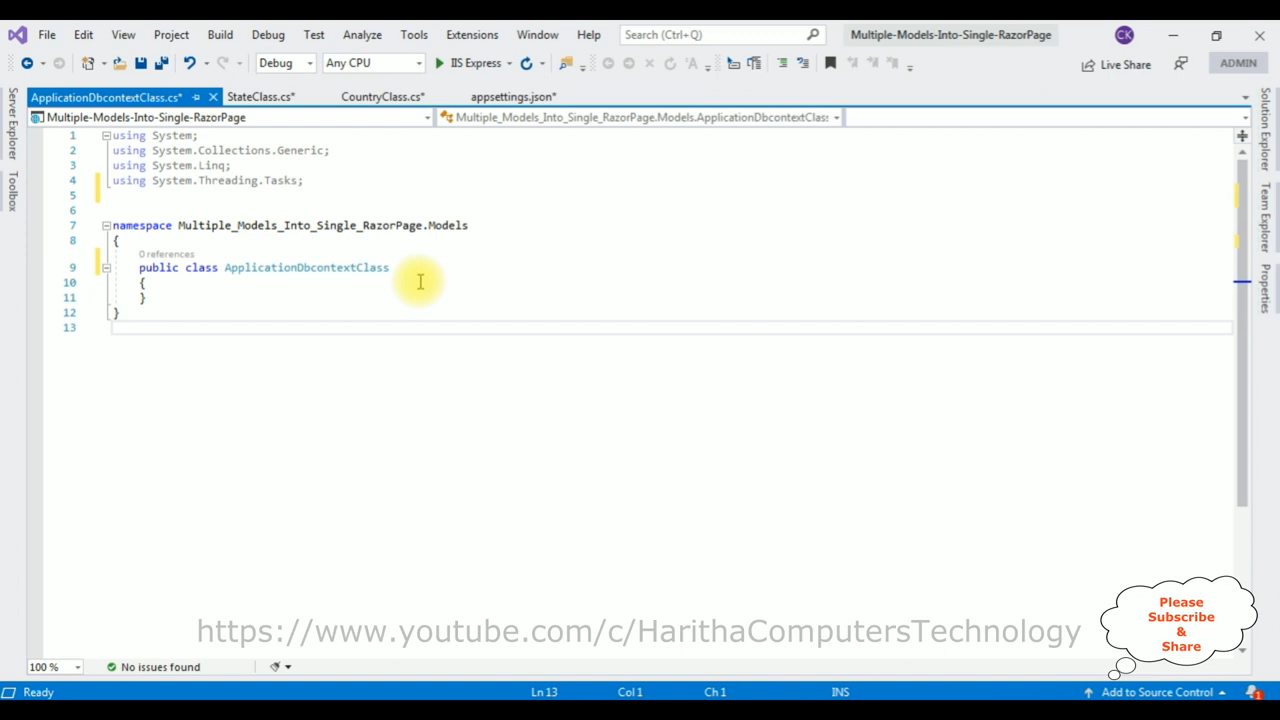 File Edit View Project Build Debug Test Analyze Tools Extensions Window Help Search (Ctrl+Q) Multiple-Models-Into-Single-RazorPage CK
Debug Any CPU IIS Express Live Share ADMIN
ApplicationDbcontextClass.cs* StateClass.cs* CountryClass.cs* appsettings.json*
Multiple-Models-Into-Single-RazorPage Multiple_Models_Into_Single_RazorPage.Models.ApplicationDbcontextClass
Server Explorer
Toolbox
1 using System;
2 using System.Collections.Generic;
3 using System.Linq;
4 using System.Threading.Tasks;
5
6
7 namespace Multiple_Models_Into_Single_RazorPage.Models
8 {
0 references
9 public class ApplicationDbcontextClass
10 {
11 }
12 }
13
Solution Explorer
Team Explorer
Properties
Please
Subscribe
&
Share
https://www.youtube.com/c/HarithaComputersTechnology
100 % No issues found
Ready Ln 13 Col 1 Ch 1 INS Add to Source Control 1